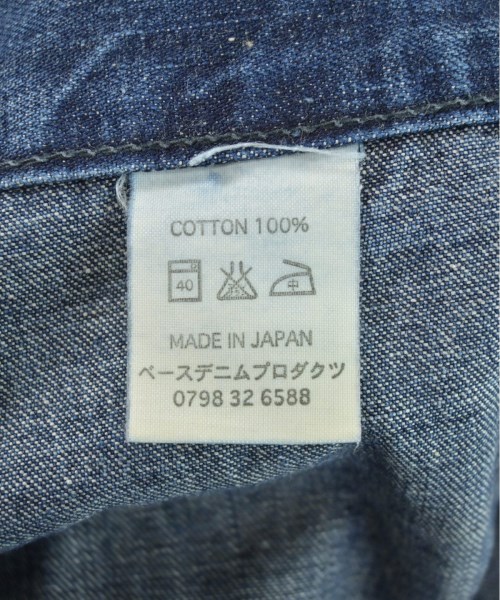 COTTON 100%
40
中
MADE IN JAPAN
ベースデニムプロダクツ
0798 32 6588